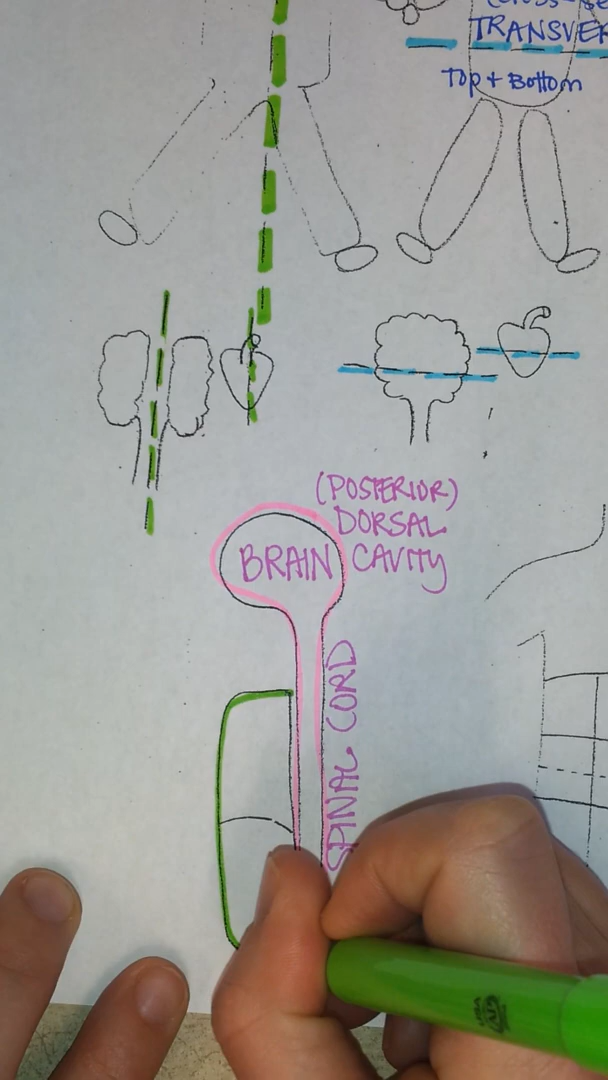 TRANSVER
Top + Bottom
(POSTERIOR)
DORSAL
CAVITY
BRAIN
SPINAL CORD